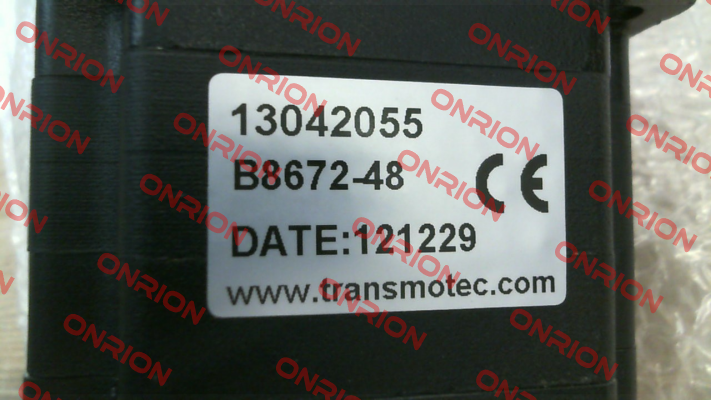 13042055
B8672-48
CE
DATE:121229
www.transmotec.com
ONRION